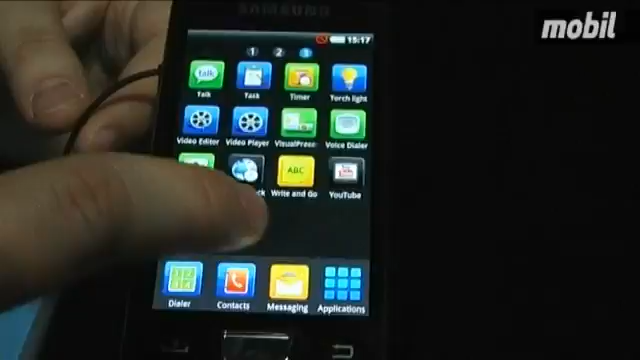 SAMSUNG
mobil
15:17
1 2 3
talk ABC
Talk Task Timer Torch light
Video Editor Video Player Voice Dialer
Write and Go YouTube
Dialer Contacts Messaging Applications